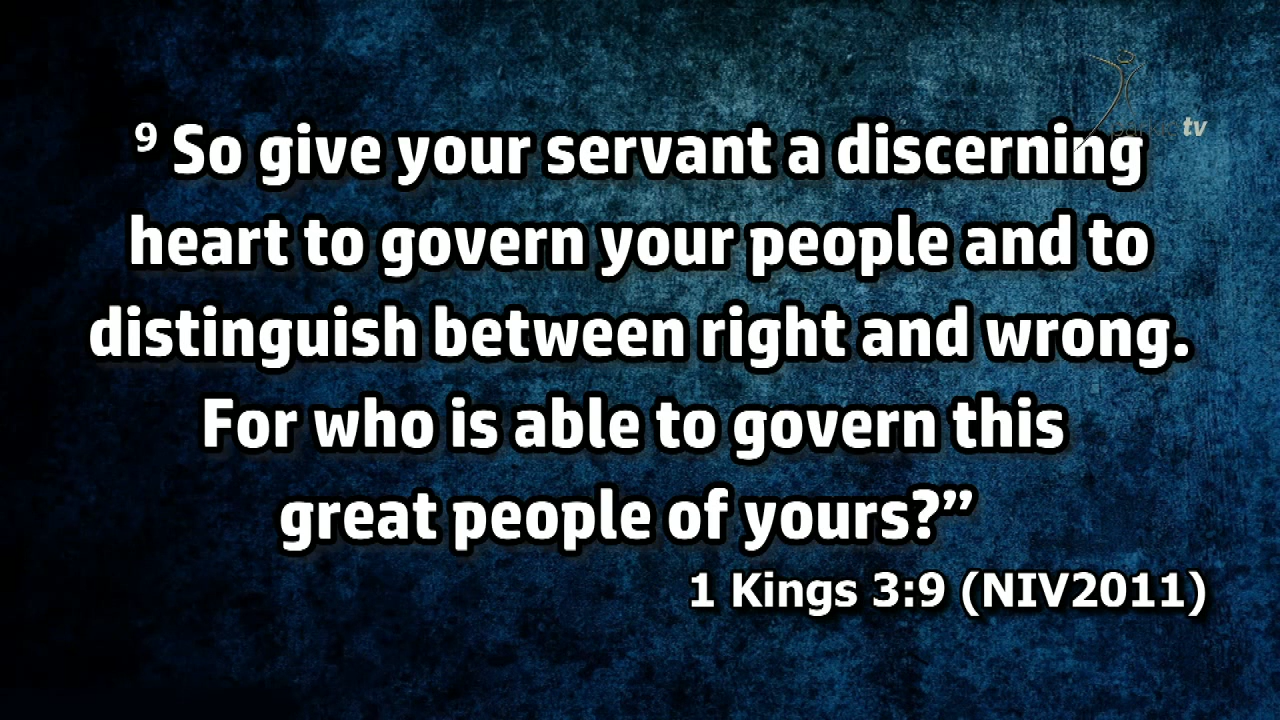 ⁹ So give your servant a discerning
heart to govern your people and to
distinguish between right and wrong.
For who is able to govern this
great people of yours?”
1 Kings 3:9 (NIV2011)
tv